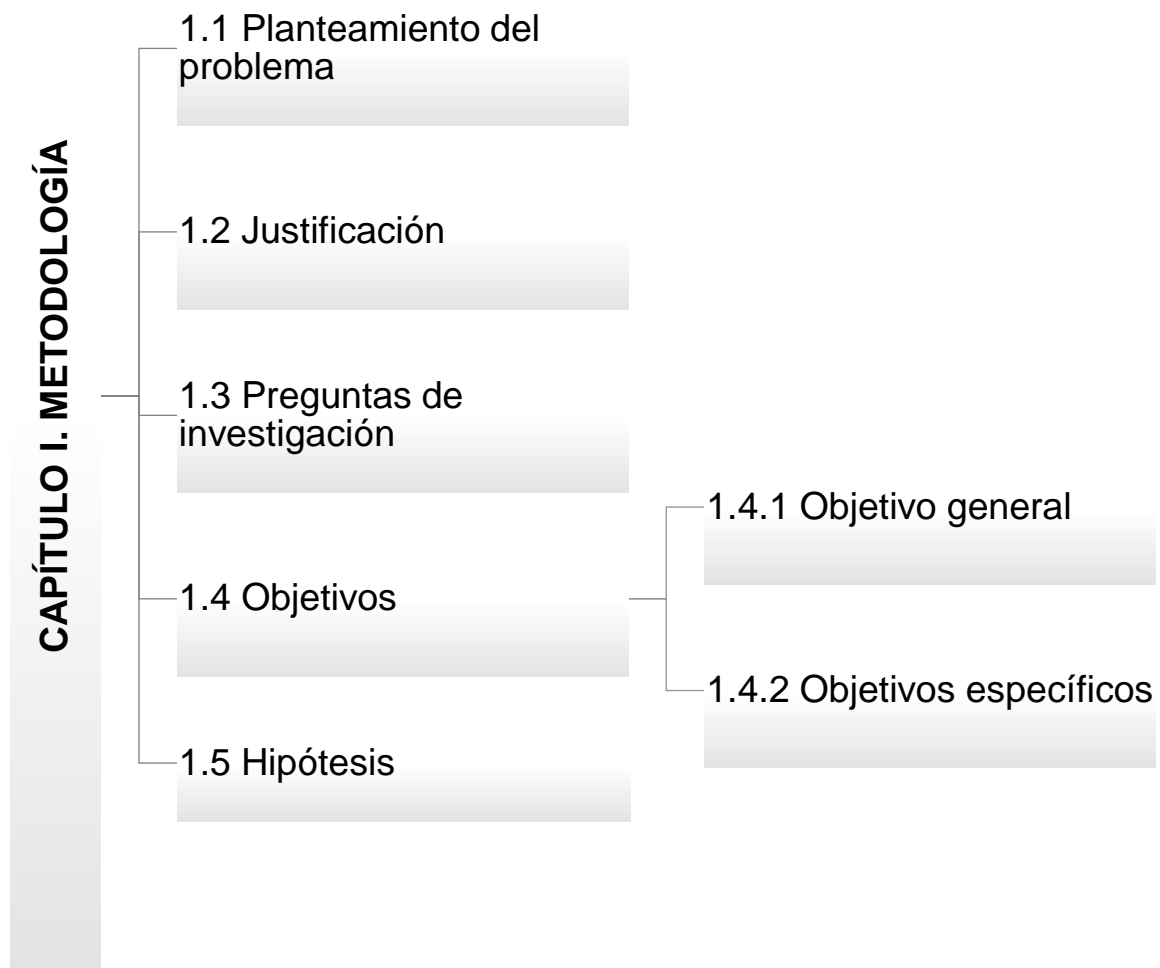 CAPÍTULO I. METODOLOGÍA
1.1 Planteamiento del
problema
1.2 Justificación
1.3 Preguntas de
investigación
1.4 Objetivos
1.4.1 Objetivo general
1.4.2 Objetivos específicos
1.5 Hipótesis